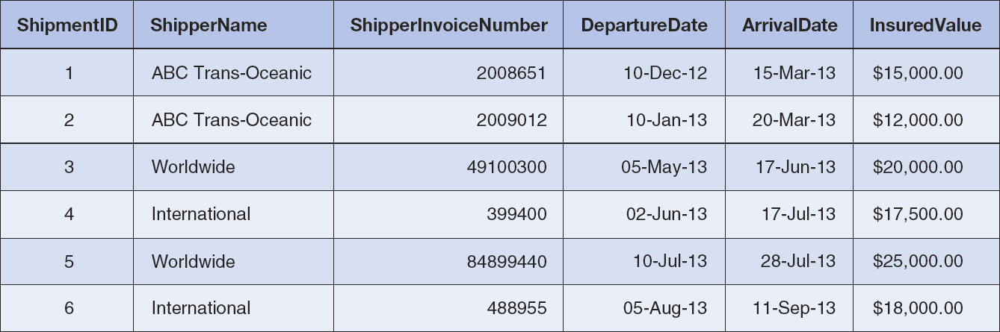 ShipmentID ShipperName ShipperInvoiceNumber DepartureDate ArrivalDate InsuredValue
1 ABC Trans-Oceanic 2008651 10-Dec-12 15-Mar-13 $15,000.00
2 ABC Trans-Oceanic 2009012 10-Jan-13 20-Mar-13 $12,000.00
3 Worldwide 49100300 05-May-13 17-Jun-13 $20,000.00
4 International 399400 02-Jun-13 17-Jul-13 $17,500.00
5 Worldwide 84899440 10-Jul-13 28-Jul-13 $25,000.00
6 International 488955 05-Aug-13 11-Sep-13 $18,000.00